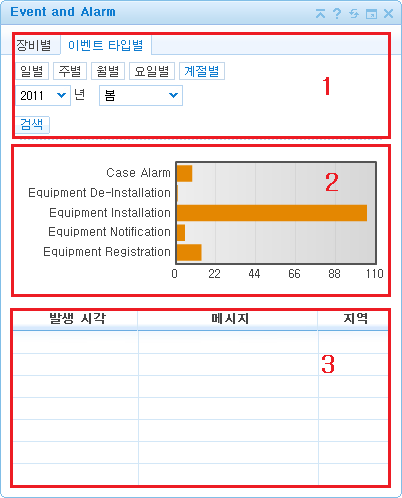 Event and Alarm
장비별 이벤트 타입별
일별 주별 월별 요일별 계절별
1
2011 년 봄
검색
2
Case Alarm
Equipment De-Installation
Equipment Installation
Equipment Notification
Equipment Registration
0 22 44 66 88 110
발생 시각 메시지 지역
3